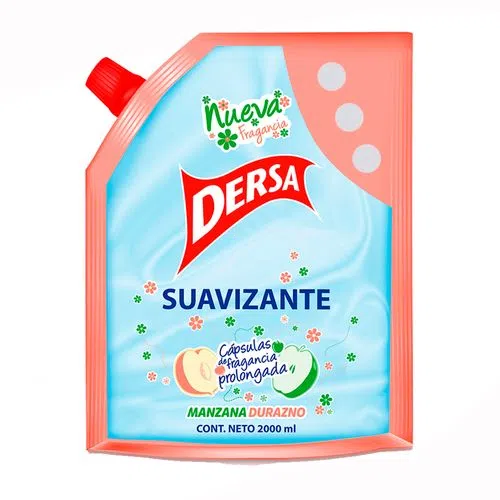 Nueva
Fragancia
DERSA
SUAVIZANTE
Cápsulas
de fragancia
prolongada
MANZANA DURAZNO
CONT. NETO 2000 ml